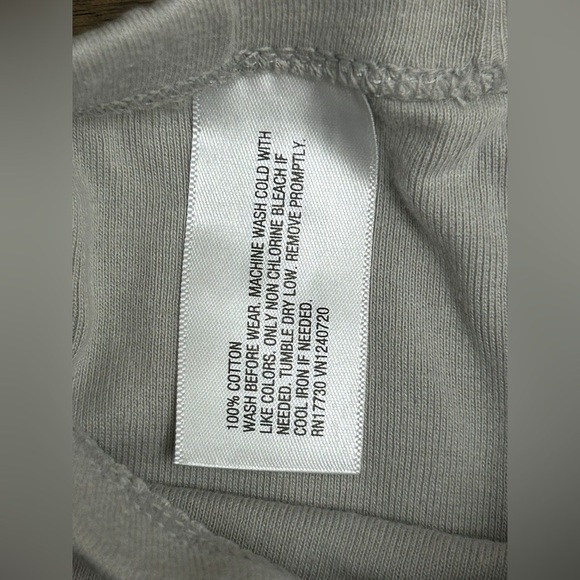 100% COTTON
WASH BEFORE WEAR. MACHINE WASH COLD WITH
LIKE COLORS. ONLY NON CHLORINE BLEACH IF
NEEDED. TUMBLE DRY LOW. REMOVE PROMPTLY.
COOL IRON IF NEEDED.
RN17730 VN1240720